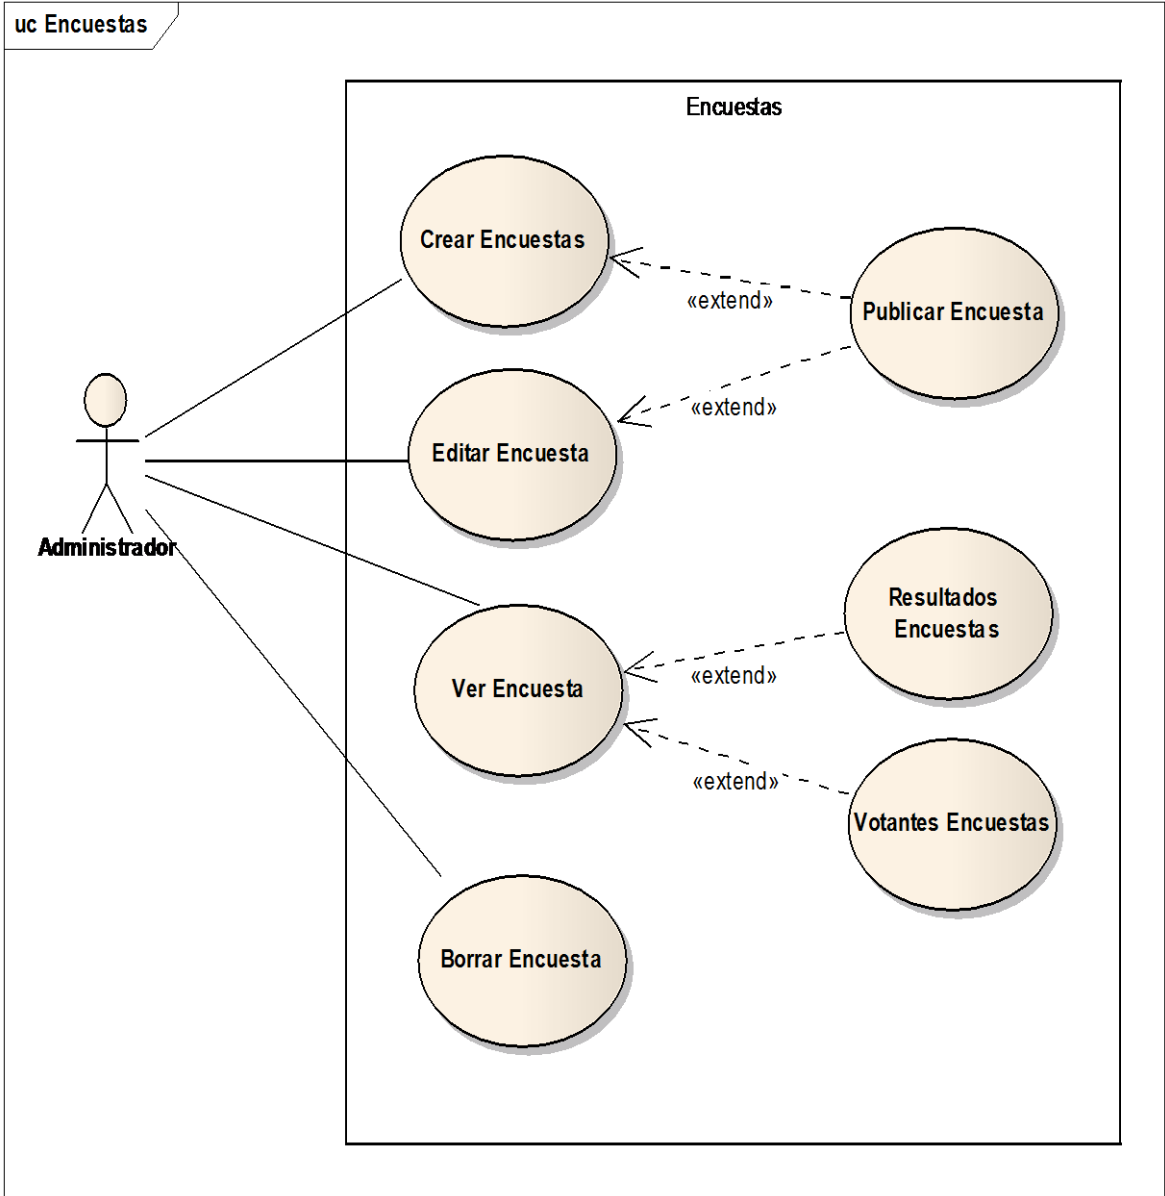 uc Encuestas
Encuestas
Crear Encuestas
«extend»
Publicar Encuesta
«extend»
Editar Encuesta
Administrador
Resultados
Encuestas
«extend»
Ver Encuesta
«extend»
Votantes Encuestas
Borrar Encuesta